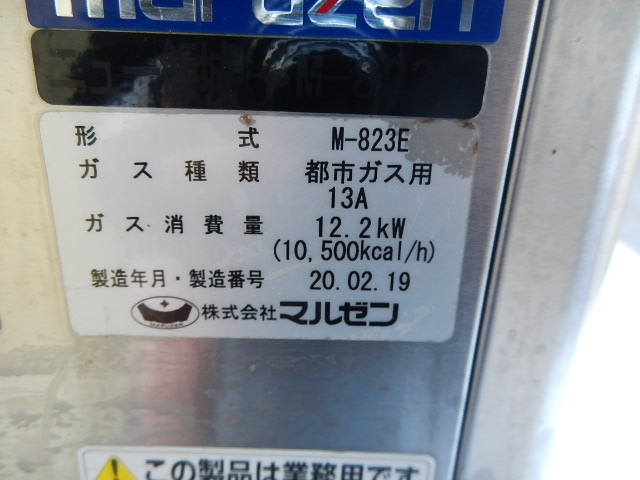 maruzen
M-823E
形 式 M-823E
ガス種類 都市ガス用
13A
ガス消費量 12.2kW
(10,500kcal/h)
製造年月・製造番号 20.02.19
株式会社マルゼン
この製品は業務用です